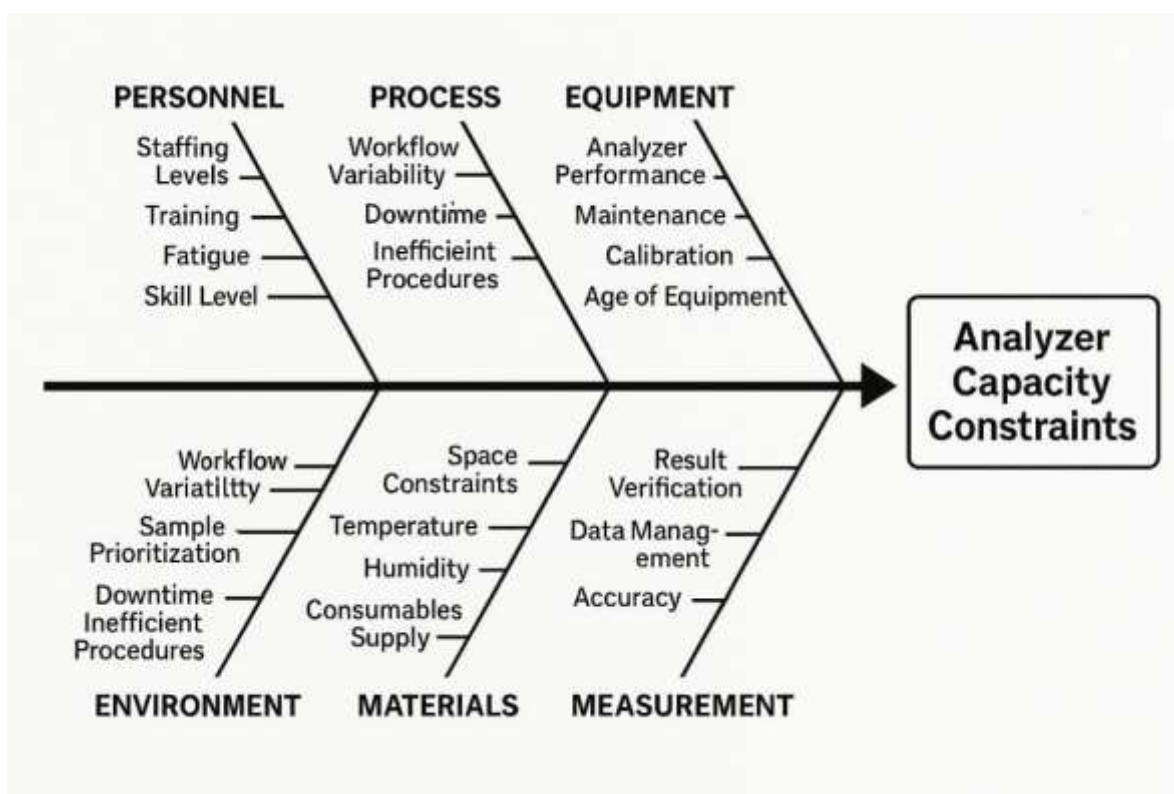 PERSONNEL
Staffing
Levels
Training
Fatigue
Skill Level
PROCESS
Workflow
Variability
Downtime
Inefficieint
Procedures
EQUIPMENT
Analyzer
Performance
Maintenance
Calibration
Age of Equipment
Analyzer
Capacity
Constraints
Workflow
Variatiltty
Sample
Prioritization
Downtime
Inefficient
Procedures
ENVIRONMENT
Space
Constraints
Temperature
Humidity
Consumables
Supply
MATERIALS
Result
Verification
Data Manag-
ement
Accuracy
MEASUREMENT